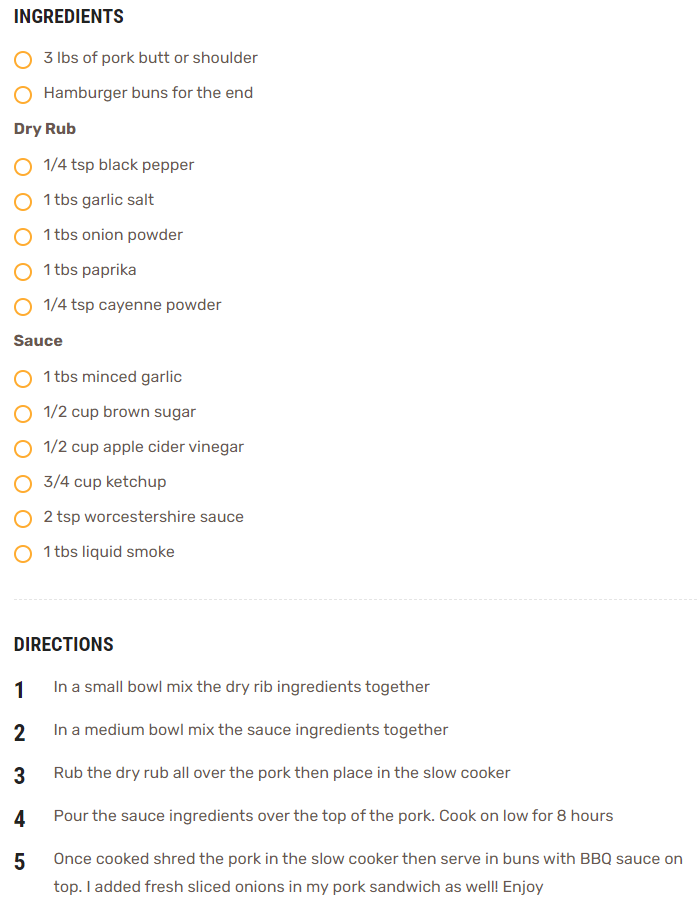 INGREDIENTS
3 lbs of pork butt or shoulder
Hamburger buns for the end
Dry Rub
1/4 tsp black pepper
1 tbs garlic salt
1 tbs onion powder
1 tbs paprika
1/4 tsp cayenne powder
Sauce
1 tbs minced garlic
1/2 cup brown sugar
1/2 cup apple cider vinegar
3/4 cup ketchup
2 tsp worcestershire sauce
1 tbs liquid smoke
DIRECTIONS
1 In a small bowl mix the dry rib ingredients together
2 In a medium bowl mix the sauce ingredients together
3 Rub the dry rub all over the pork then place in the slow cooker
4 Pour the sauce ingredients over the top of the pork. Cook on low for 8 hours
5 Once cooked shred the pork in the slow cooker then serve in buns with BBQ sauce on
top. I added fresh sliced onions in my pork sandwich as well! Enjoy